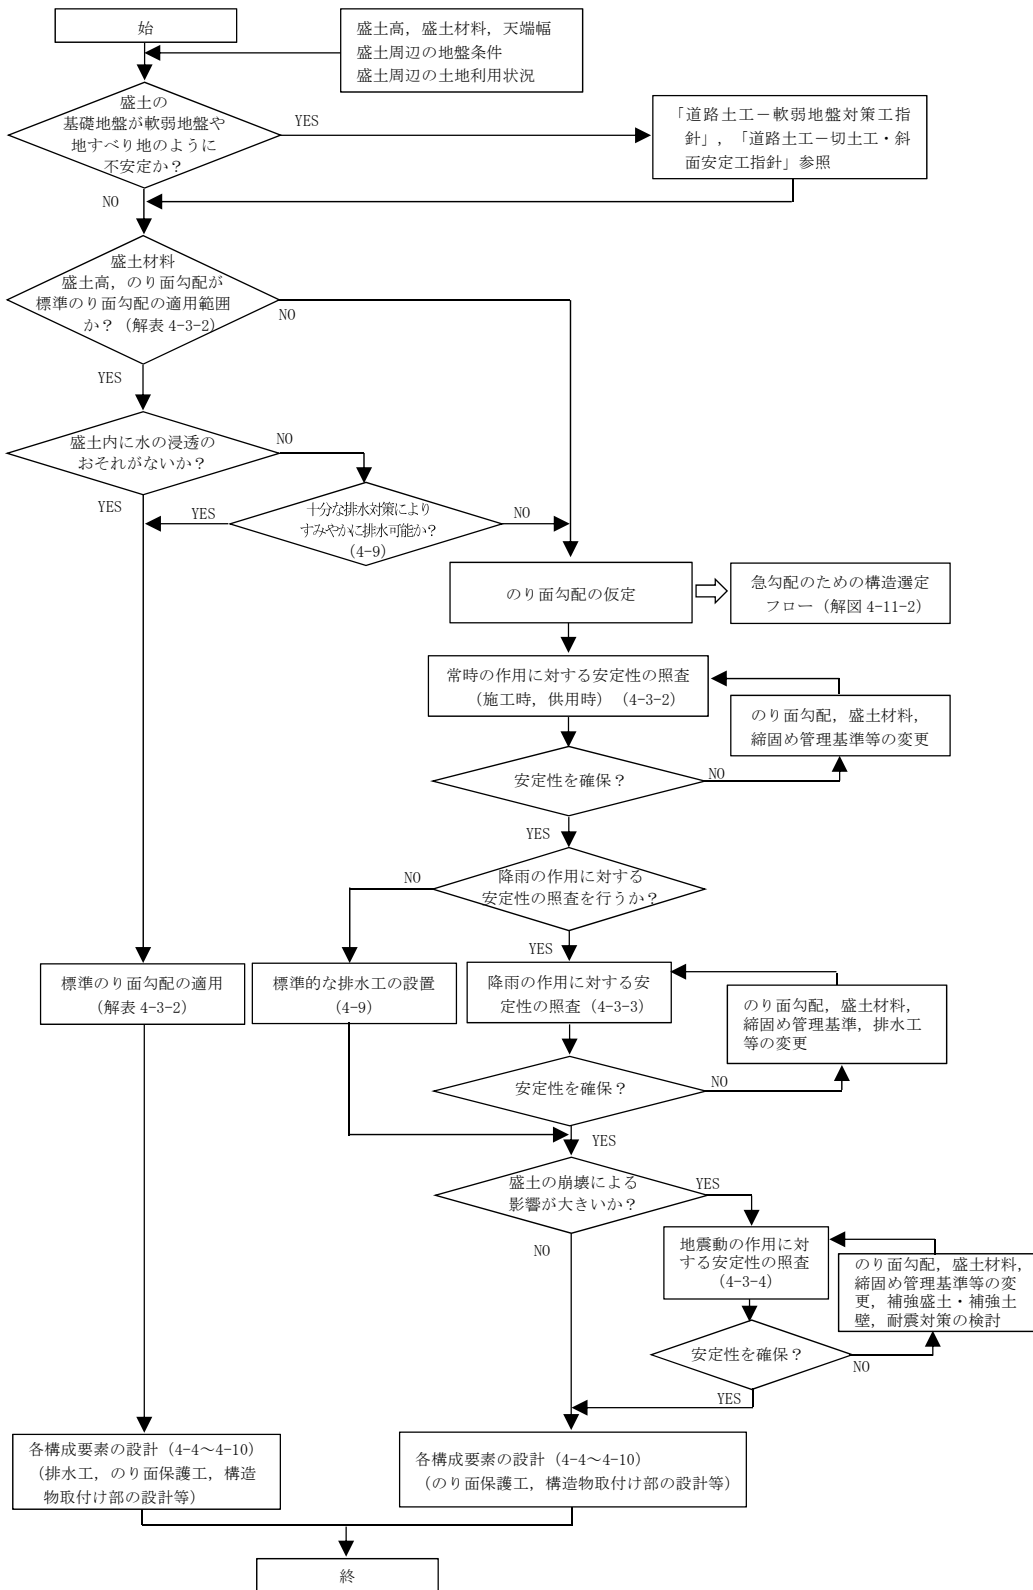 始
盛土高，盛土材料，天端幅
盛土周辺の地盤条件
盛土周辺の土地利用状況
盛土の
基礎地盤が軟弱地盤や
地すべり地のように
不安定か？
YES
「道路土工－軟弱地盤対策工指
針」，「道路土工－切土工・斜
面安定工指針」参照
NO
盛土材料
盛土高，のり面勾配が
標準のり面勾配の適用範囲
か？（解表 4-3-2）
NO
YES
盛土内に水の浸透の
おそれがないか？
NO
YES
十分な排水対策により
すみやかに排水可能か？
(4-9)
YES
NO
のり面勾配の仮定
急勾配のための構造選定
フロー（解図 4-11-2）
常時の作用に対する安定性の照査
（施工時，供用時）（4-3-2）
のり面勾配，盛土材料，
締固め管理基準等の変更
安定性を確保？
NO
YES
降雨の作用に対する
安定性の照査を行うか？
NO
YES
標準のり面勾配の適用
（解表 4-3-2）
標準的な排水工の設置
(4-9)
降雨の作用に対する安
定性の照査（4-3-3）
のり面勾配，盛土材料，
締固め管理基準，排水工
等の変更
安定性を確保？
NO
YES
盛土の崩壊による
影響が大きいか？
YES
NO
地震動の作用に対
する安定性の照査
(4-3-4)
のり面勾配，盛土材料，
締固め管理基準等の変
更，補強盛土・補強土
壁，耐震対策の検討
安定性を確保？
NO
YES
各構成要素の設計（4-4～4-10）
（排水工，のり面保護工，構造
物取付け部の設計等）
各構成要素の設計（4-4～4-10）
（のり面保護工，構造物取付け部の設計等）
終